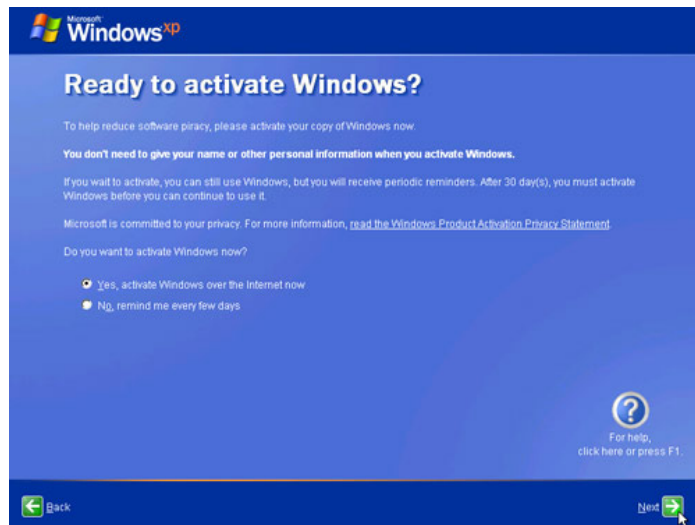 Microsoft
Windows xp
Ready to activate Windows?
To help reduce software piracy, please activate your copy of Windows now.
You don't need to give your name or other personal information when you activate Windows.
If you wait to activate, you can still use Windows, but you will receive periodic reminders. After 30 day(s), you must activate
Windows before you can continue to use it.
Microsoft is committed to your privacy. For more information, read the Windows Product Activation Privacy Statement.
Do you want to activate Windows now?
Yes, activate Windows over the Internet now
No, remind me every few days
For help,
click here or press F1.
Back
Next